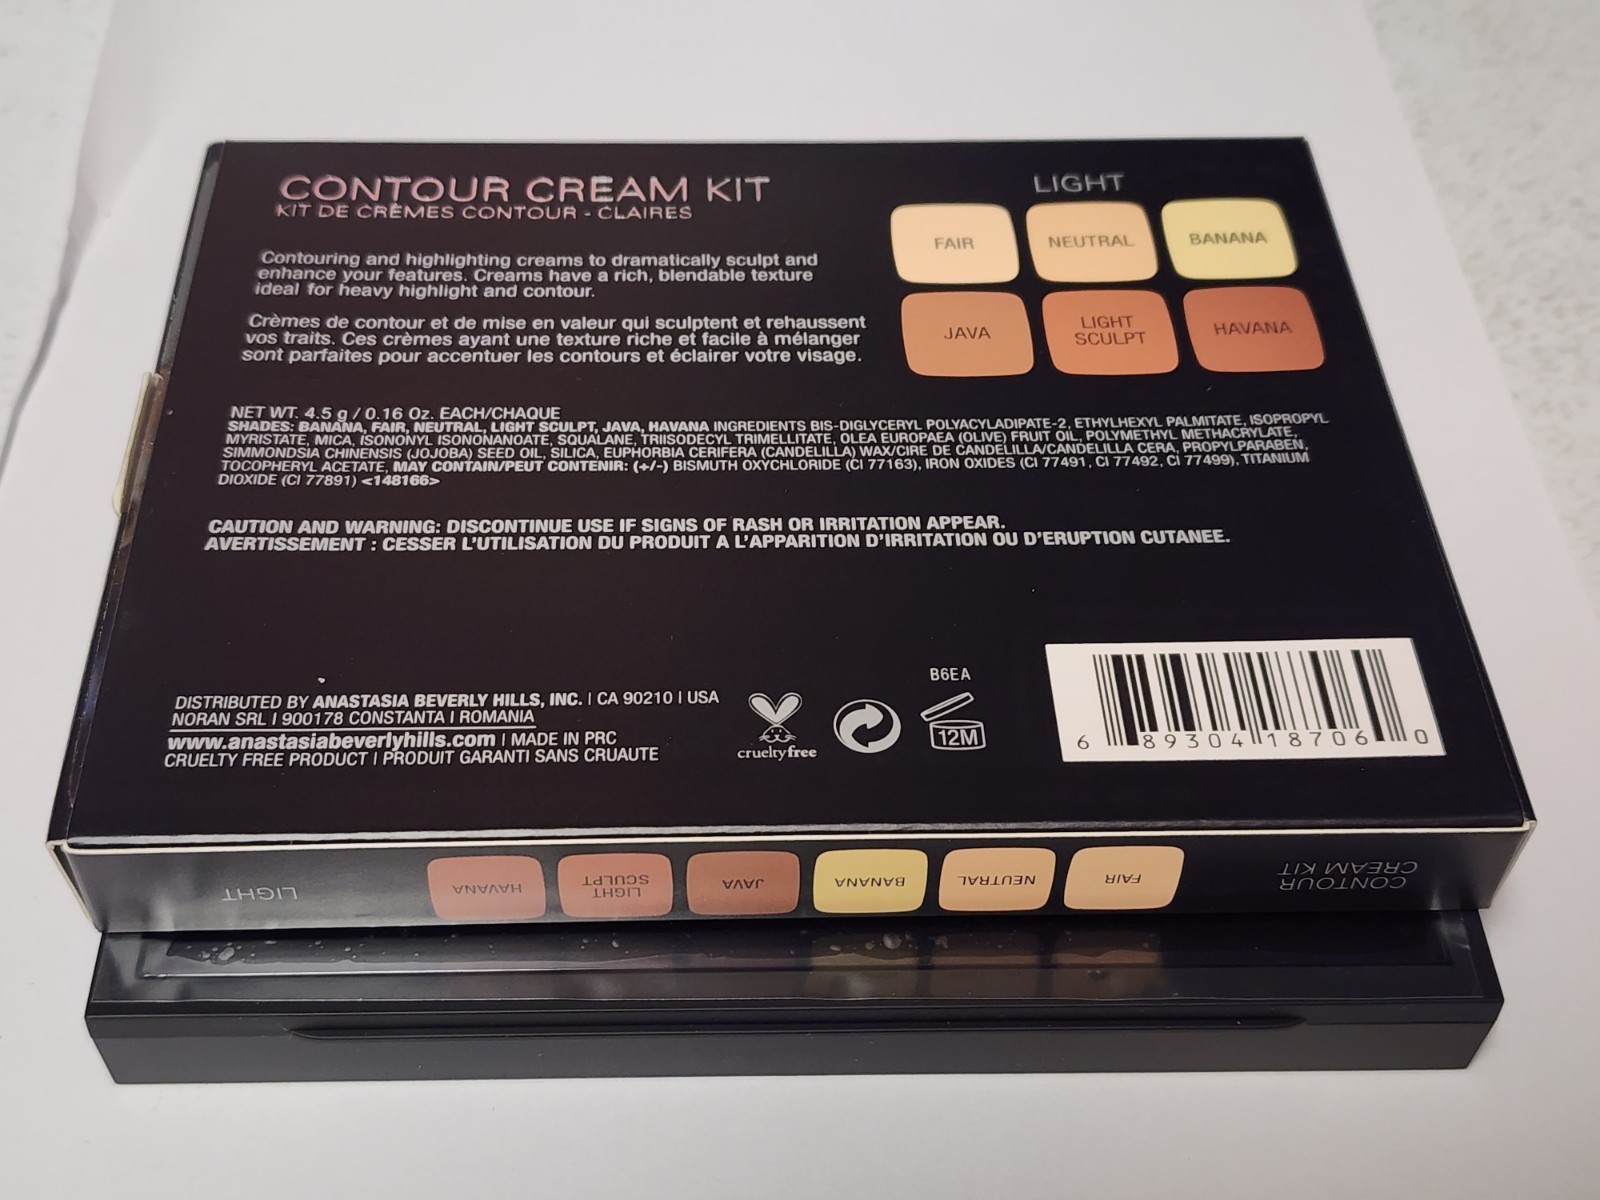 CONTOUR CREAM KIT
KIT DE CRÈMES CONTOUR - CLAIRES
Contouring and highlighting creams to dramatically sculpt and
enhance your features. Creams have a rich, blendable texture
ideal for heavy highlight and contour.
Crèmes de contour et de mise en valeur qui sculptent et rehaussent
vos traits. Ces crèmes ayant une texture riche et facile à mélanger
sont parfaites pour accentuer les contours et éclairer votre visage.
LIGHT
FAIR
NEUTRAL
BANANA
JAVA
LIGHT
SCULPT
HAVANA
NET WT. 4.5 g / 0.16 Oz. EACH/CHAQUE
SHADES: BANANA, FAIR, NEUTRAL, LIGHT SCULPT, JAVA, HAVANA INGREDIENTS BIS-DIGLYCERYL POLYACYLADIPATE-2, ETHYLHEXYL PALMITATE, ISOPROPYL
MYRISTATE, MICA, ISONONYL ISONONANOATE, SQUALANE, TRIISODECYL TRIMELLITATE, OLEA EUROPAEA (OLIVE) FRUIT OIL, POLYMETHYL METHACRYLATE,
SIMMONDSIA CHINENSIS (JOJOBA) SEED OIL, SILICA, EUPHORBIA CERIFERA (CANDELILLA) WAX/CIRE DE CANDELILLA/CANDELILLA CERA, PROPYLPARABEN,
TOCOPHERYL ACETATE, MAY CONTAIN/PEUT CONTENIR: (+/-) BISMUTH OXYCHLORIDE (CI 77163), IRON OXIDES (CI 77491, CI 77492, CI 77499), TITANIUM
DIOXIDE (CI 77891) <148166>
CAUTION AND WARNING: DISCONTINUE USE IF SIGNS OF RASH OR IRRITATION APPEAR.
AVERTISSEMENT : CESSER L'UTILISATION DU PRODUIT A L'APPARITION D'IRRITATION OU D'ERUPTION CUTANEE.
DISTRIBUTED BY ANASTASIA BEVERLY HILLS, INC. | CA 90210 | USA
NORAN SRL | 900178 CONSTANTA | ROMANIA
www.anastasiabeverlyhills.com | MADE IN PRC
CRUELTY FREE PRODUCT | PRODUIT GARANTI SANS CRUAUTE
crueltyfree
B6EA
12M
6 89304 18706 0
CONTOUR
CREAM KIT
FAIR
NEUTRAL
BANANA
JAVA
LIGHT
SCULPT
HAVANA
LIGHT